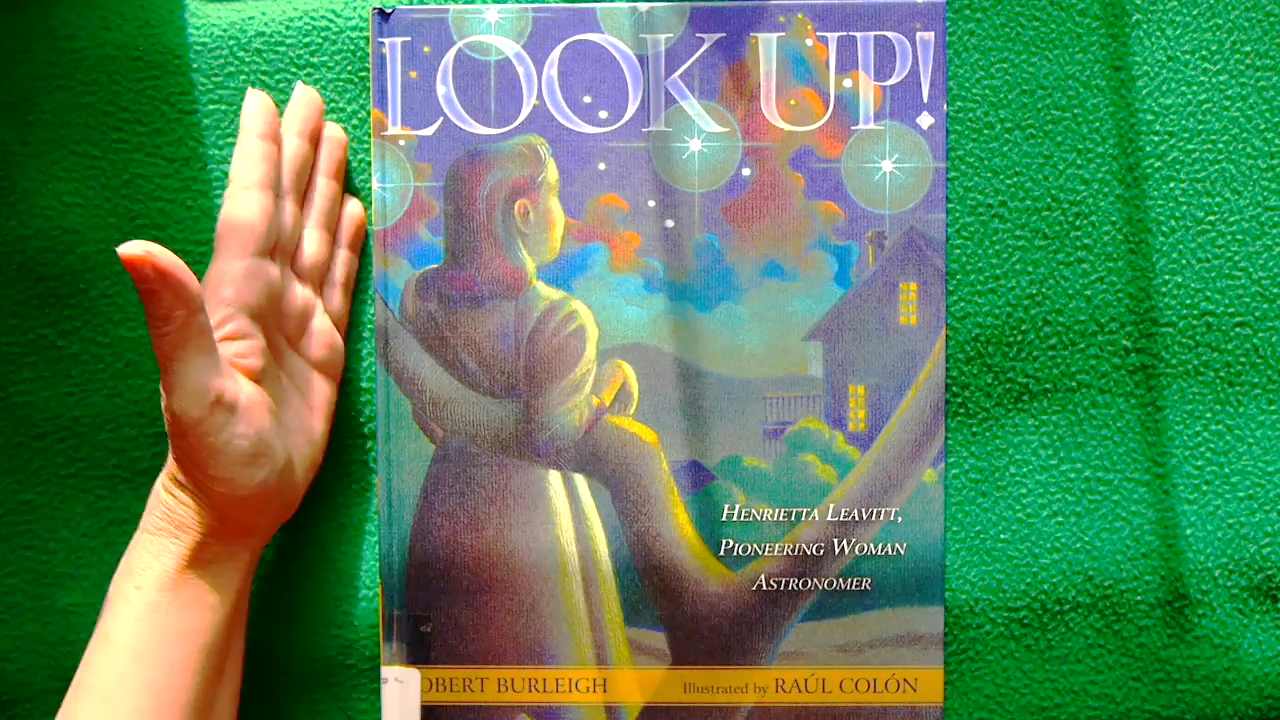 LOOK UP!
HENRIETTA LEAVITT,
PIONEERING WOMAN
ASTRONOMER
OBERT BURLEIGH Illustrated by RAÚL COLÓN